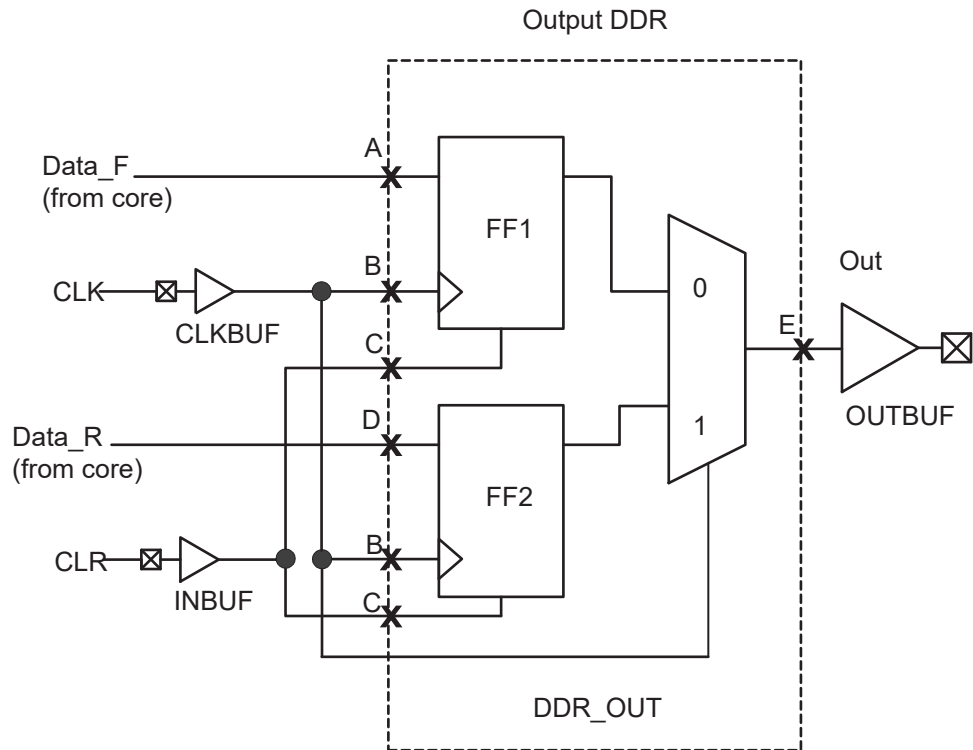 Output DDR
A
Data_F
(from core)
FF1
B
CLK
CLKBUF
0
Out
C
E
OUTBUF
D
Data_R
(from core)
1
FF2
B
CLR
INBUF
C
DDR_OUT